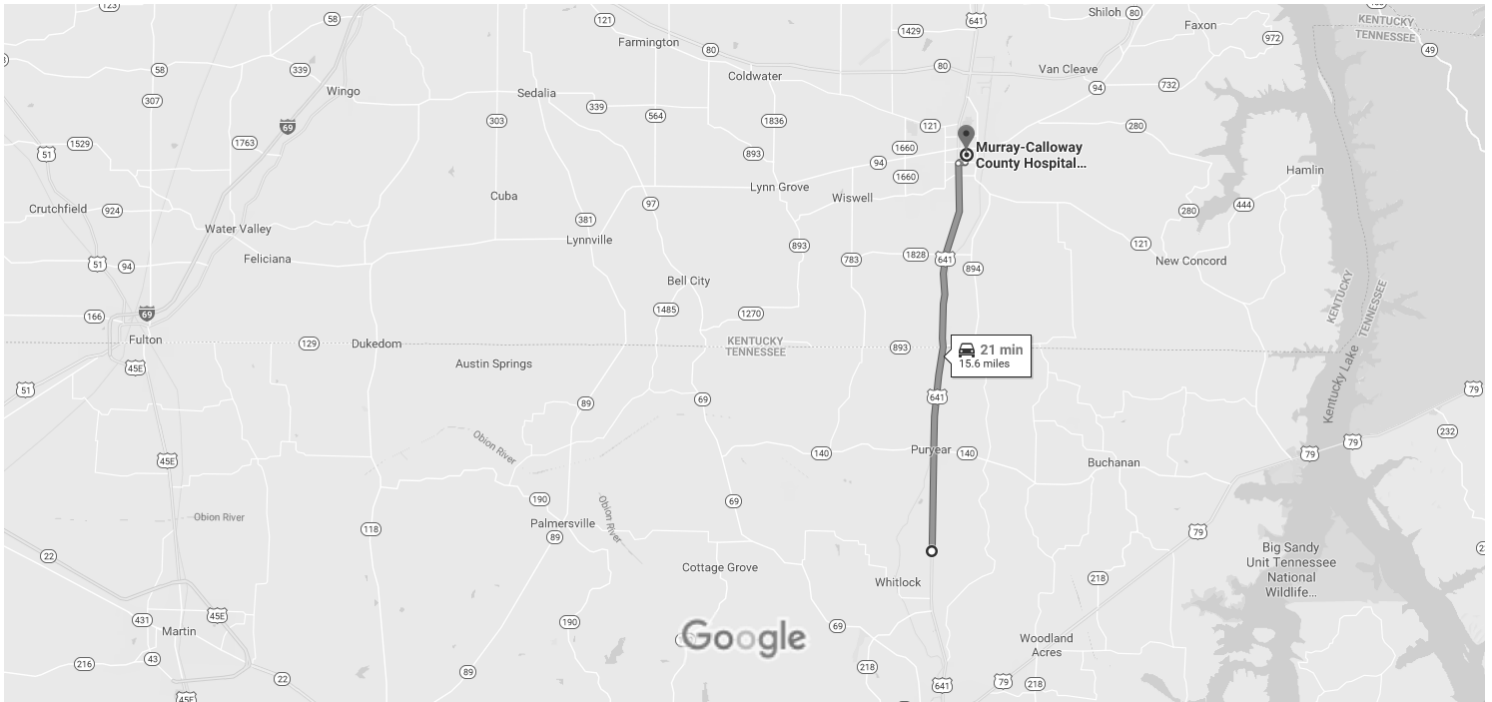 123
58
121
641
Shiloh
80
Faxon
KENTUCKY
TENNESSEE
1429
972
Farmington
80
49
58
339
Coldwater
80
Van Cleave
307
Wingo
Sedalia
339
564
94
732
69
303
1836
121
280
51
1529
1763
893
1660
94
Murray-Calloway
County Hospital...
Lynn Grove
1660
Hamlin
Cuba
Wiswell
Crutchfield
924
97
280
444
381
Water Valley
Lynnville
893
121
Feliciana
783
1828
641
894
New Concord
51
94
Bell City
KENTUCKY
TENNESSEE
69
166
1485
1270
Fulton
129
Dukedom
KENTUCKY
TENNESSEE
893
21 min
15.6 miles
Austin Springs
45E
51
Kentucky Lake
79
89
69
641
232
Obion River
140
Puryear
140
79
79
45E
Buchanan
190
69
Obion River
Obion River
118
Palmersville
89
79
22
Big Sandy
Unit Tennessee
National
Wildlife...
Cottage Grove
Whitlock
218
431
45E
190
Martin
Google
69
Woodland
Acres
216
43
22
89
218
641
79
218
45E